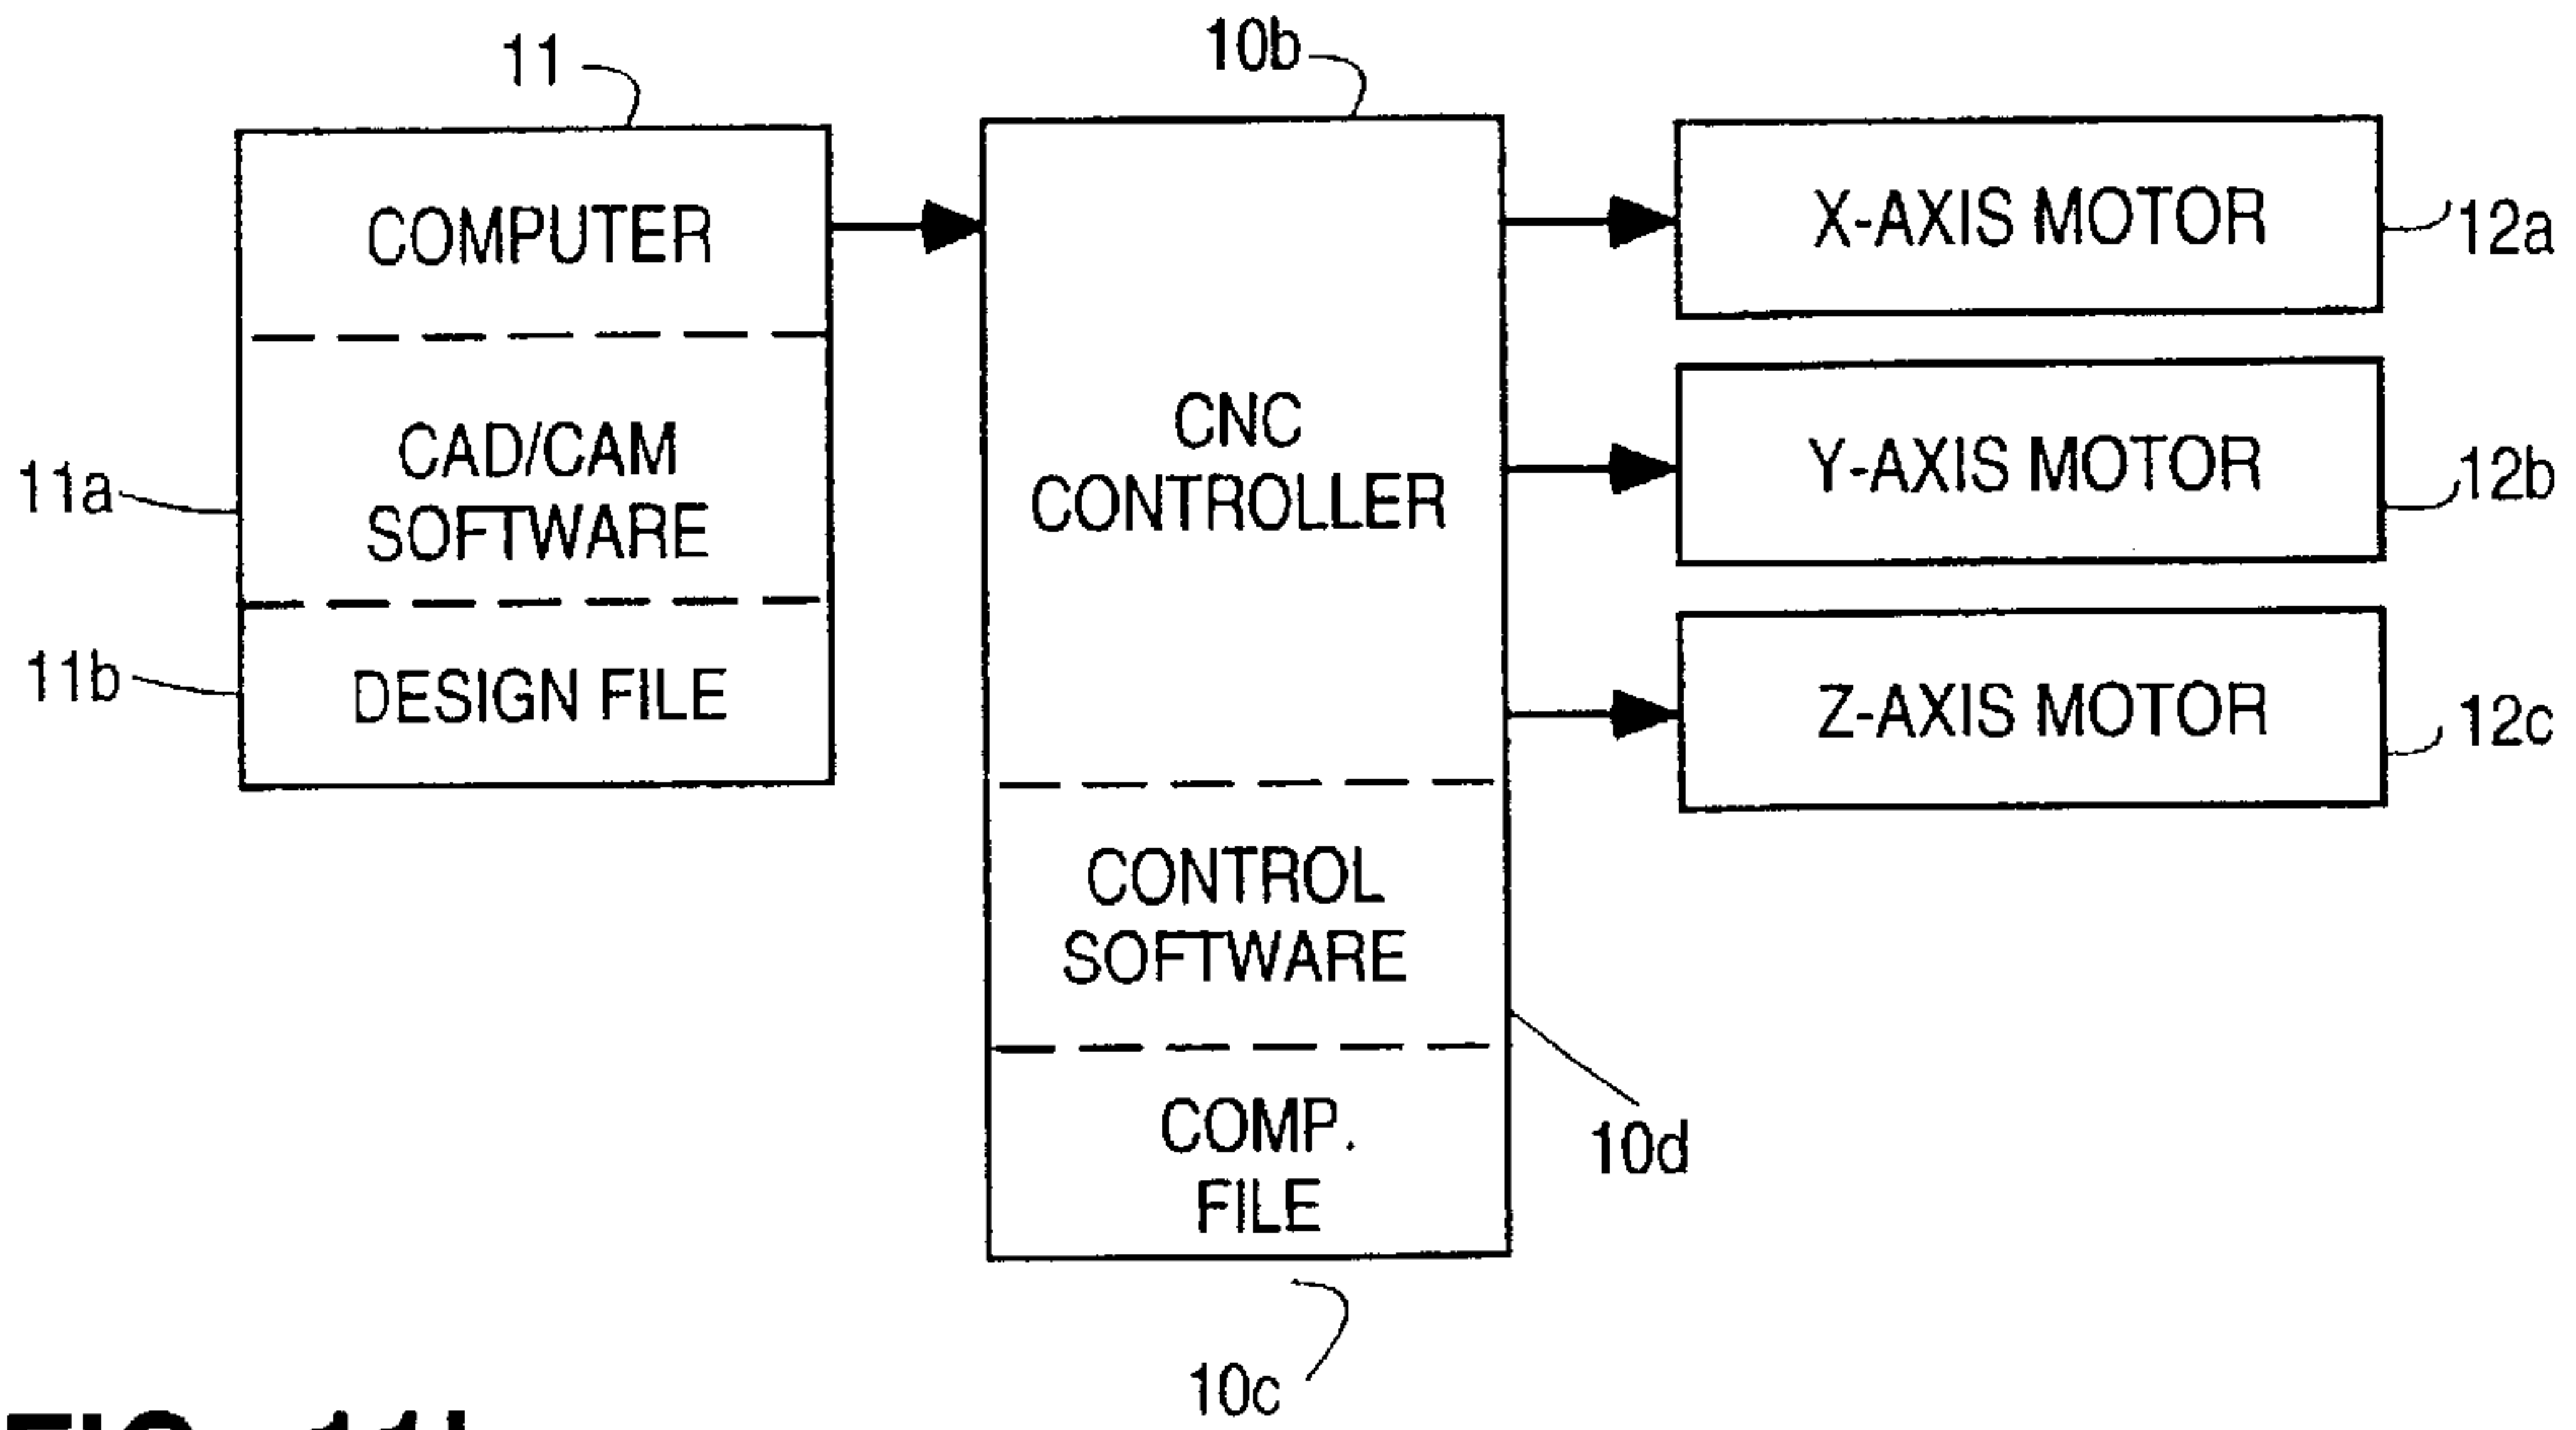 11
10b
COMPUTER
CAD/CAM
SOFTWARE
DESIGN FILE
11a
11b
CNC
CONTROLLER
CONTROL
SOFTWARE
COMP.
FILE
10d
10c
X-AXIS MOTOR
12a
Y-AXIS MOTOR
12b
Z-AXIS MOTOR
12c